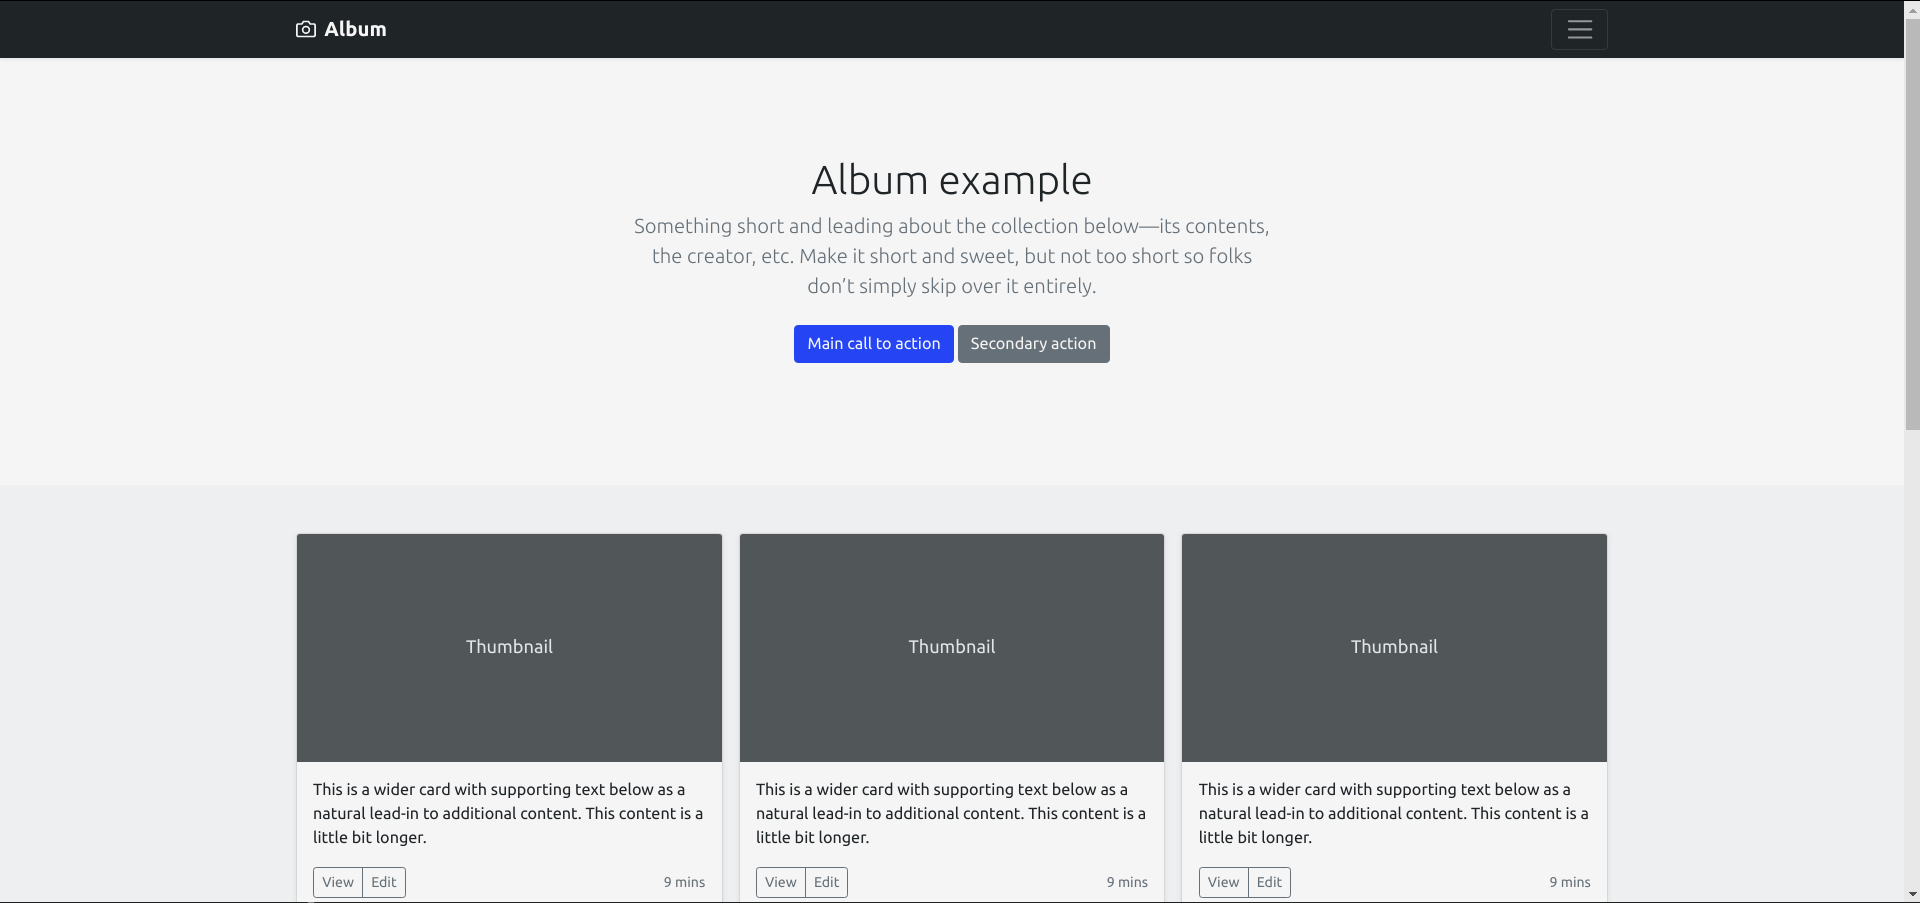 Album
Album example
Something short and leading about the collection below—its contents,
the creator, etc. Make it short and sweet, but not too short so folks
don’t simply skip over it entirely.
Main call to action
Secondary action
Thumbnail
This is a wider card with supporting text below as a
natural lead-in to additional content. This content is a
little bit longer.
View
Edit
9 mins
Thumbnail
This is a wider card with supporting text below as a
natural lead-in to additional content. This content is a
little bit longer.
View
Edit
9 mins
Thumbnail
This is a wider card with supporting text below as a
natural lead-in to additional content. This content is a
little bit longer.
View
Edit
9 mins